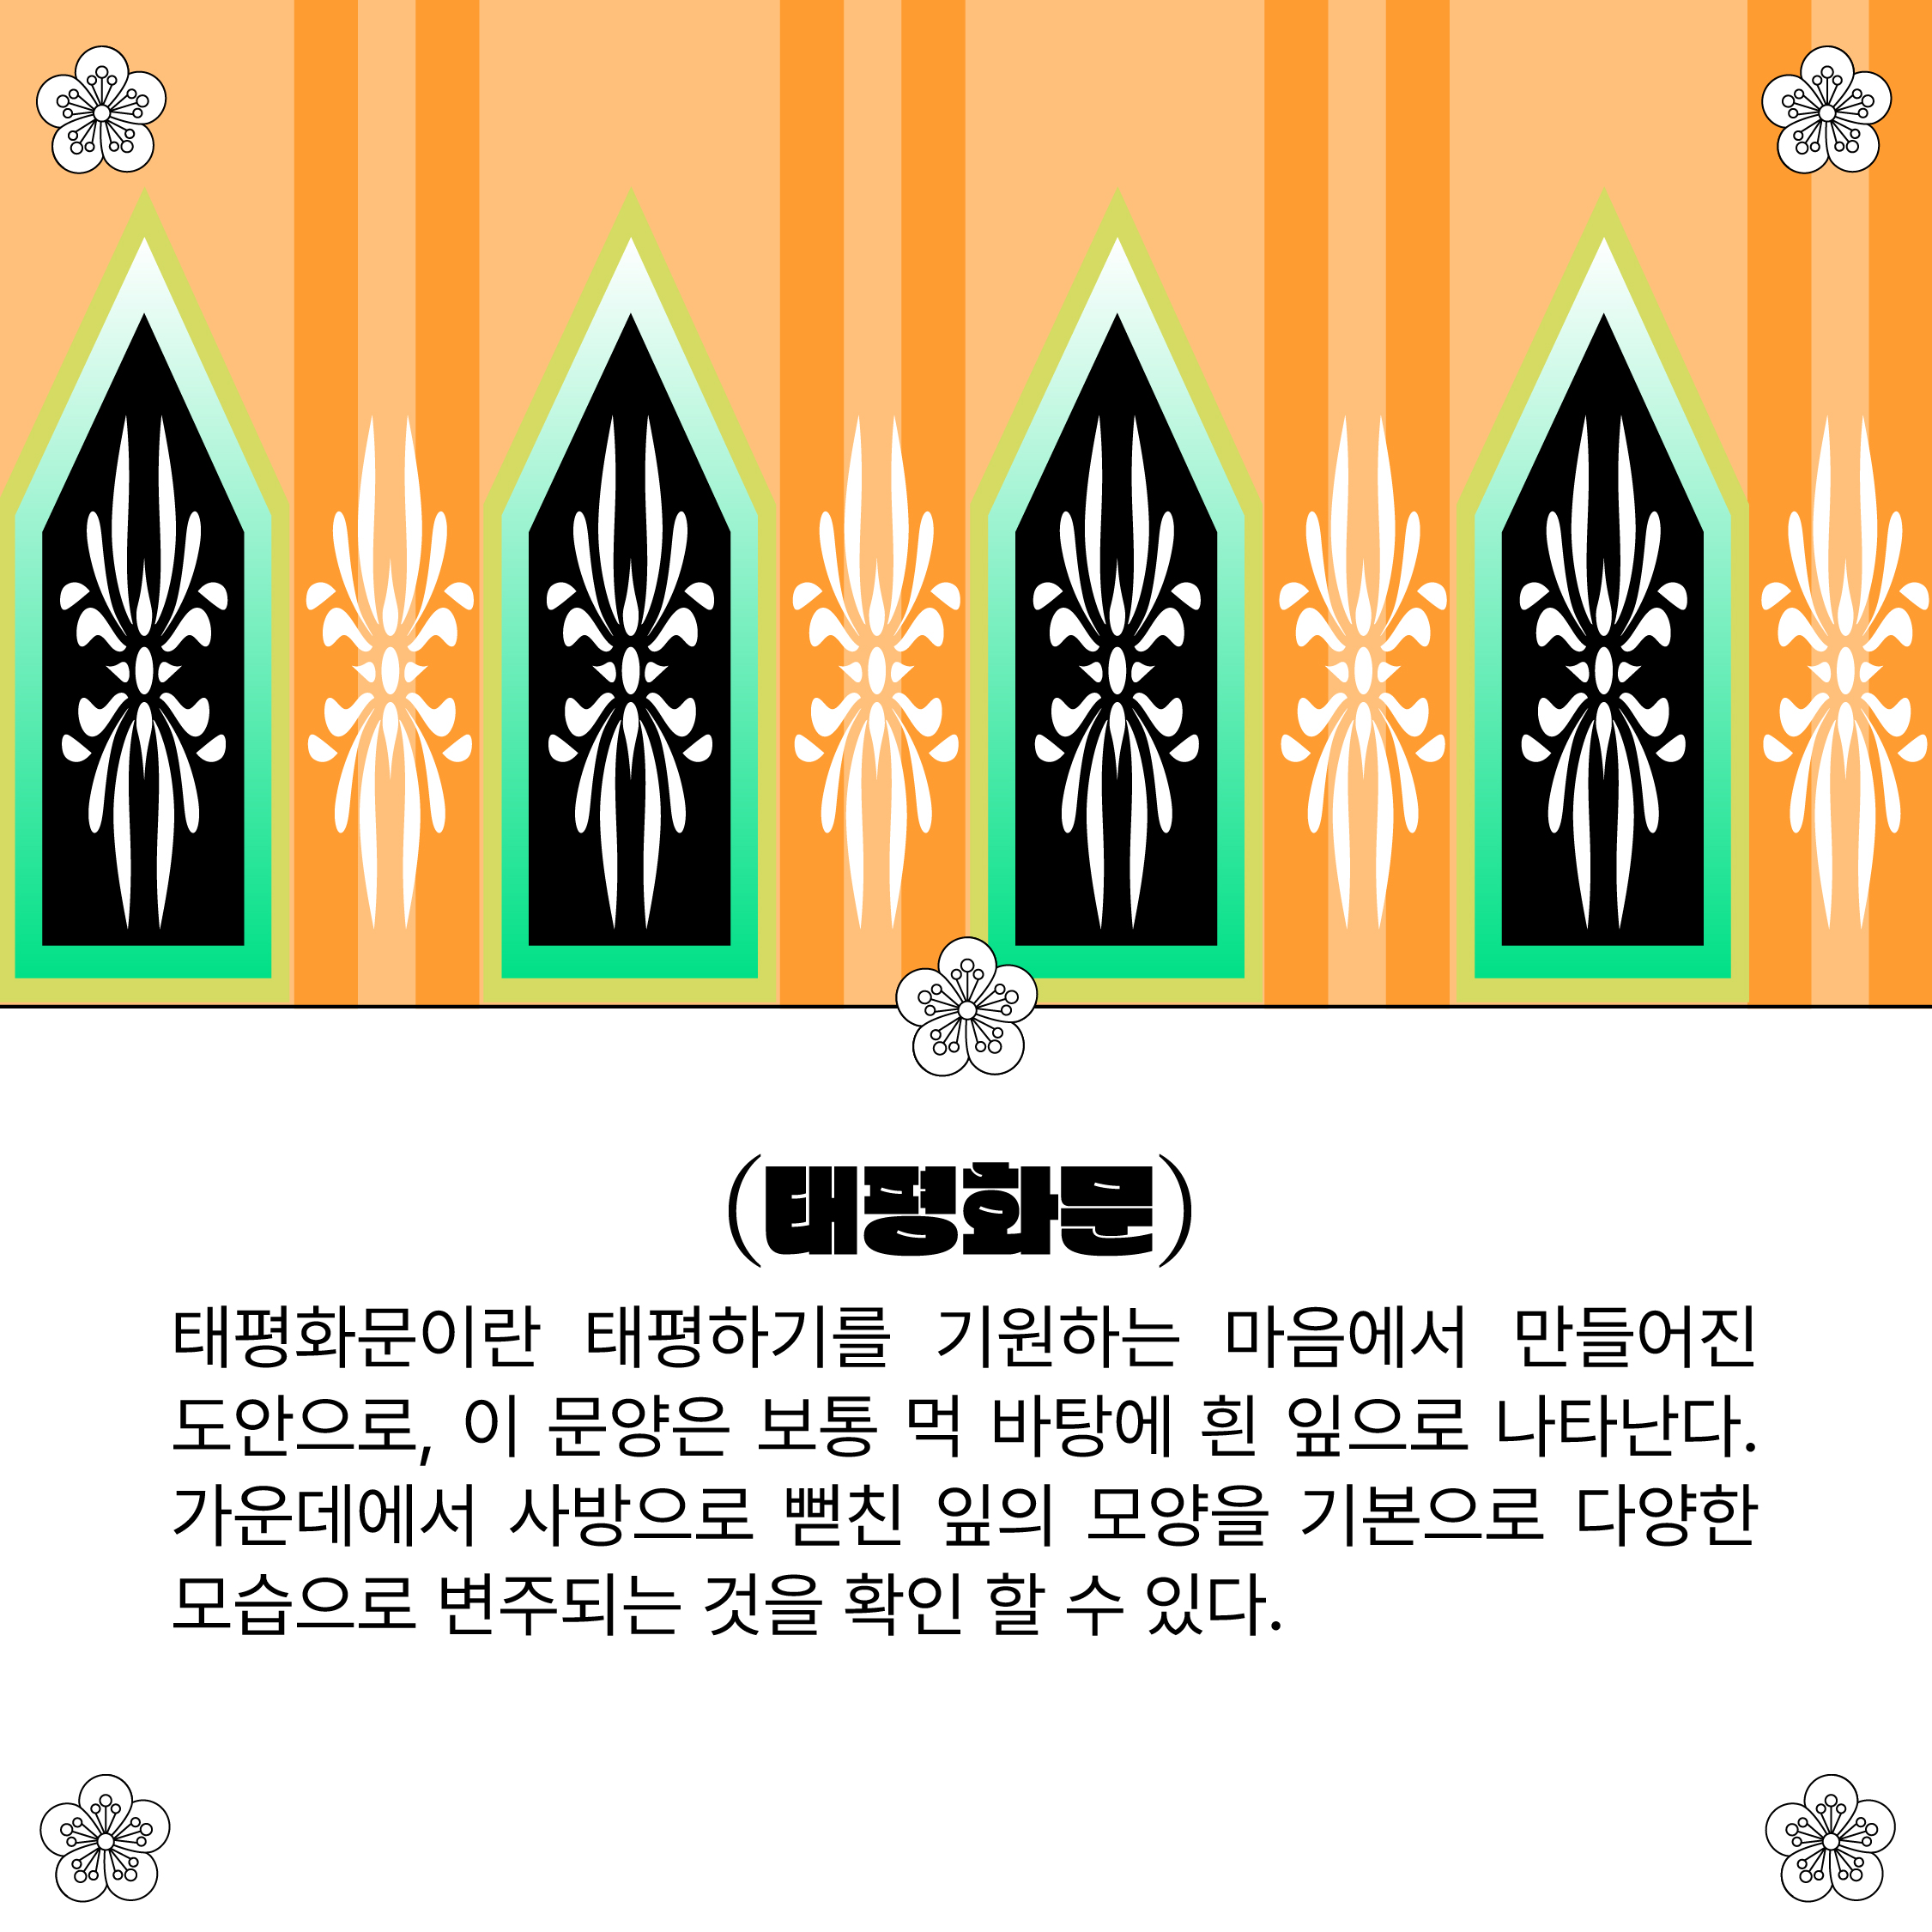 (태평화문)
태평화문이란 태평하기를 기원하는 마음에서 만들어진
도안으로, 이 문양은 보통 먹 바탕에 흰 잎으로 나타난다.
가운데에서 사방으로 뻗친 잎의 모양을 기본으로 다양한
모습으로 변주되는 것을 확인 할 수 있다.